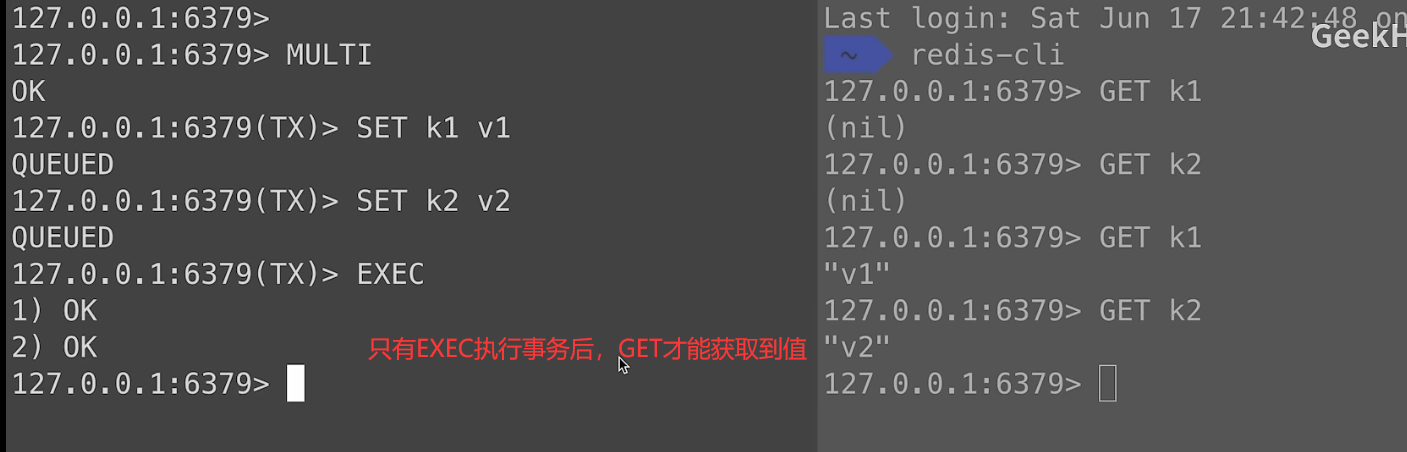 127.0.0.1:6379>
127.0.0.1:6379> MULTI
OK
127.0.0.1:6379(TX)> SET k1 v1
QUEUED
127.0.0.1:6379(TX)> SET k2 v2
QUEUED
127.0.0.1:6379(TX)> EXEC
1) OK
2) OK
127.0.0.1:6379>
只有EXEC执行事务后，GET才能获取到值
Last login: Sat Jun 17 21:42:48 on
GeekH
~ redis-cli
127.0.0.1:6379> GET k1
(nil)
127.0.0.1:6379> GET k2
(nil)
127.0.0.1:6379> GET k1
"v1"
127.0.0.1:6379> GET k2
"v2"
127.0.0.1:6379>